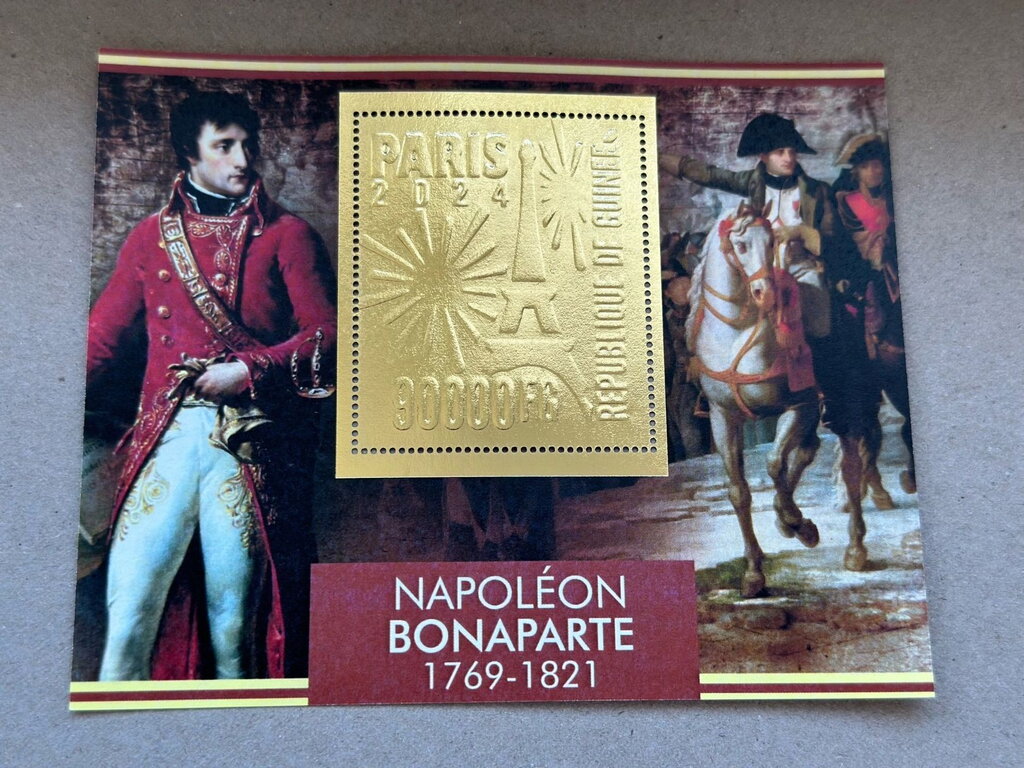 PARIS
2024
REPUBLIQUE DE GUINEE
90000FG
NAPOLÉON
BONAPARTE
1769-1821